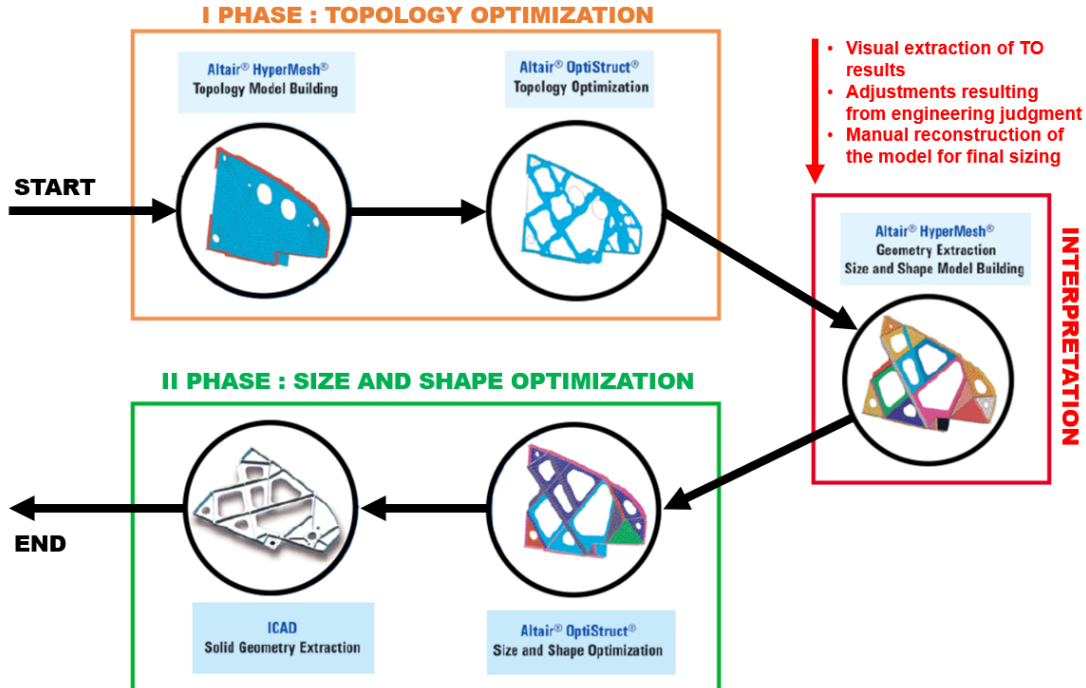 I PHASE : TOPOLOGY OPTIMIZATION
Altair® HyperMesh®
Topology Model Building
Altair® OptiStruct®
Topology Optimization
• Visual extraction of TO
results
• Adjustments resulting
from engineering judgment
• Manual reconstruction of
the model for final sizing
START
Altair® HyperMesh®
Geometry Extraction
Size and Shape Model Building
INTERPRETATION
II PHASE : SIZE AND SHAPE OPTIMIZATION
END
ICAD
Solid Geometry Extraction
Altair® OptiStruct®
Size and Shape Optimization